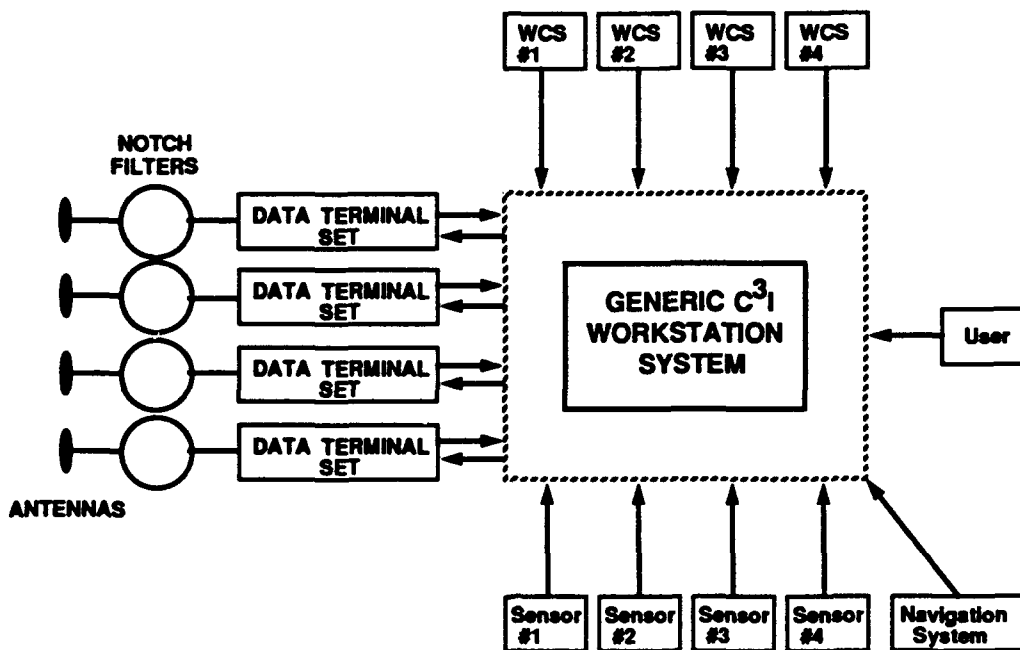 WCS
#1
WCS
#2
WCS
#3
WCS
#4
NOTCH
FILTERS
DATA TERMINAL
SET
DATA TERMINAL
SET
DATA TERMINAL
SET
DATA TERMINAL
SET
ANTENNAS
GENERIC C³I
WORKSTATION
SYSTEM
User
Sensor
#1
Sensor
#2
Sensor
#3
Sensor
#4
Navigation
System